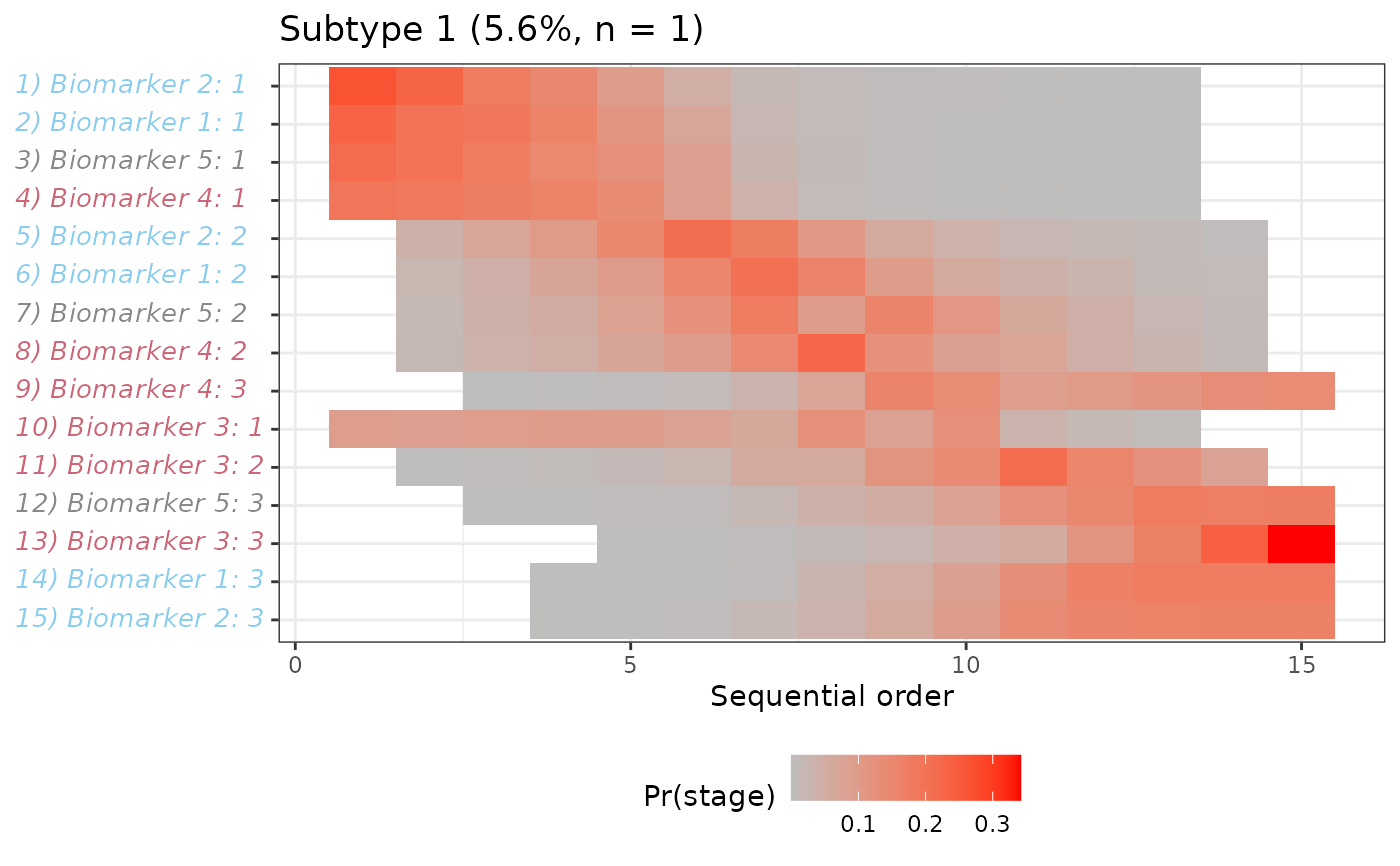 Subtype 1 (5.6%, n = 1)
1) Biomarker 2: 1
2) Biomarker 1: 1
3) Biomarker 5: 1
4) Biomarker 4: 1
5) Biomarker 2: 2
6) Biomarker 1: 2
7) Biomarker 5: 2
8) Biomarker 4: 2
9) Biomarker 4: 3
10) Biomarker 3: 1
11) Biomarker 3: 2
12) Biomarker 5: 3
13) Biomarker 3: 3
14) Biomarker 1: 3
15) Biomarker 2: 3
0 5 10 15
Sequential order
Pr(stage)
0.1 0.2 0.3